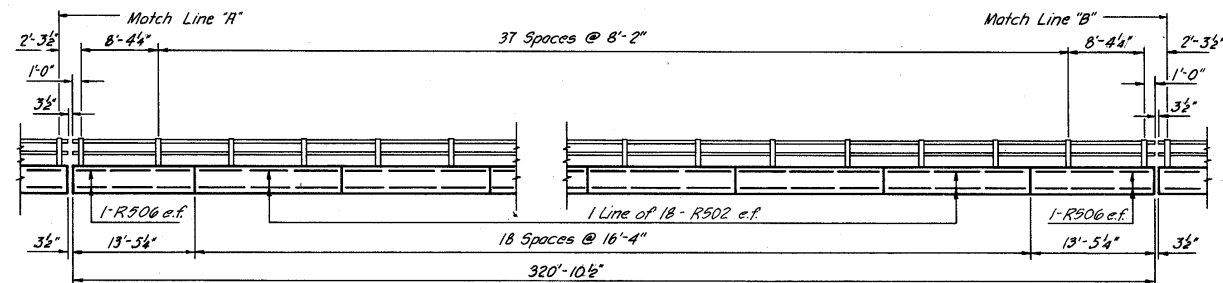 Match Line "A"
Match Line "B"
2'-3½"
8'-4¼"
37 Spaces @ 8'-2"
8'-4¼"
2'-3½"
1'-0"
1'-0"
3½"
3½"
1-R506 e.f.
1 Line of 18-R502 e.f.
1-R506 e.f.
3½"
13'-5¼"
18 Spaces @ 16'-4"
13'-5¼"
3½"
320'-10½"